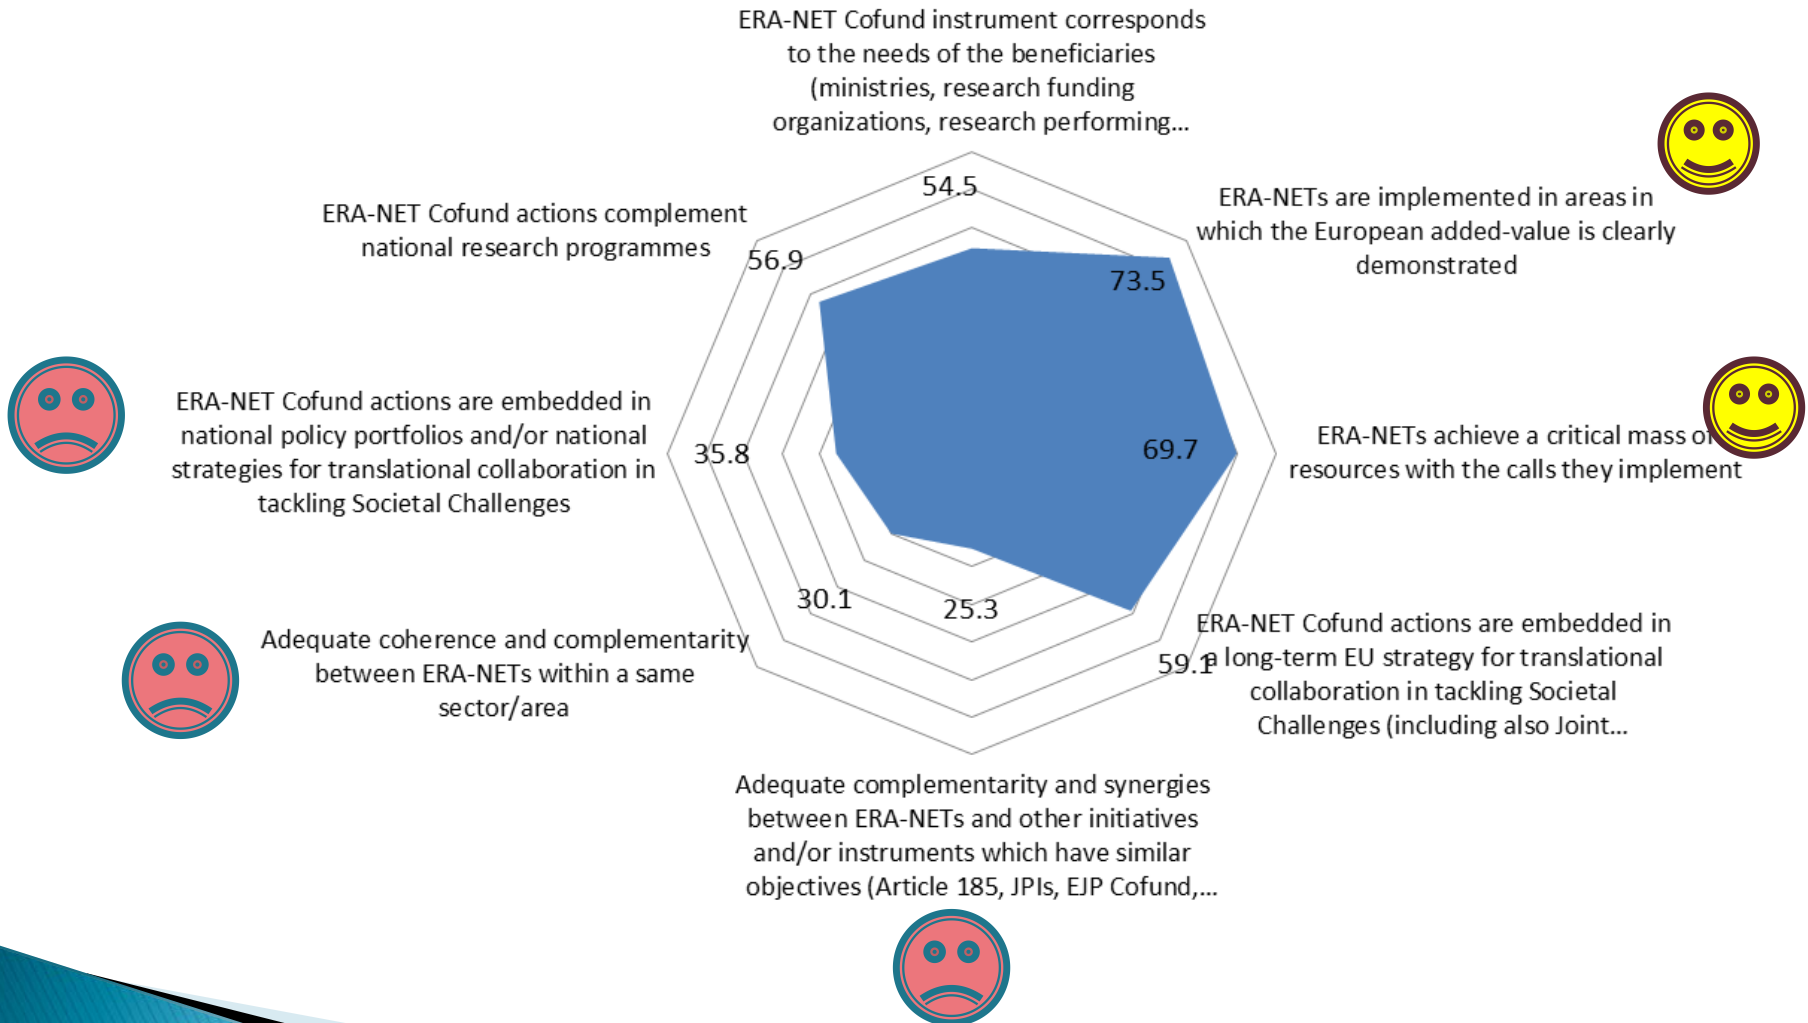 ERA-NET Cofund instrument corresponds
to the needs of the beneficiaries
(ministries, research funding
organizations, research performing...
54.5
ERA-NETs are implemented in areas in
which the European added-value is clearly
demonstrated
73.5
ERA-NETs achieve a critical mass of
resources with the calls they implement
69.7
ERA-NET Cofund actions are embedded in
a long-term EU strategy for translational
collaboration in tackling Societal
Challenges (including also Joint...
59.1
Adequate complementarity and synergies
between ERA-NETs and other initiatives
and/or instruments which have similar
objectives (Article 185, JPIs, EJP Cofund,...
25.3
Adequate coherence and complementarity
between ERA-NETs within a same
sector/area
30.1
ERA-NET Cofund actions are embedded in
national policy portfolios and/or national
strategies for translational collaboration in
tackling Societal Challenges
35.8
ERA-NET Cofund actions complement
national research programmes
56.9